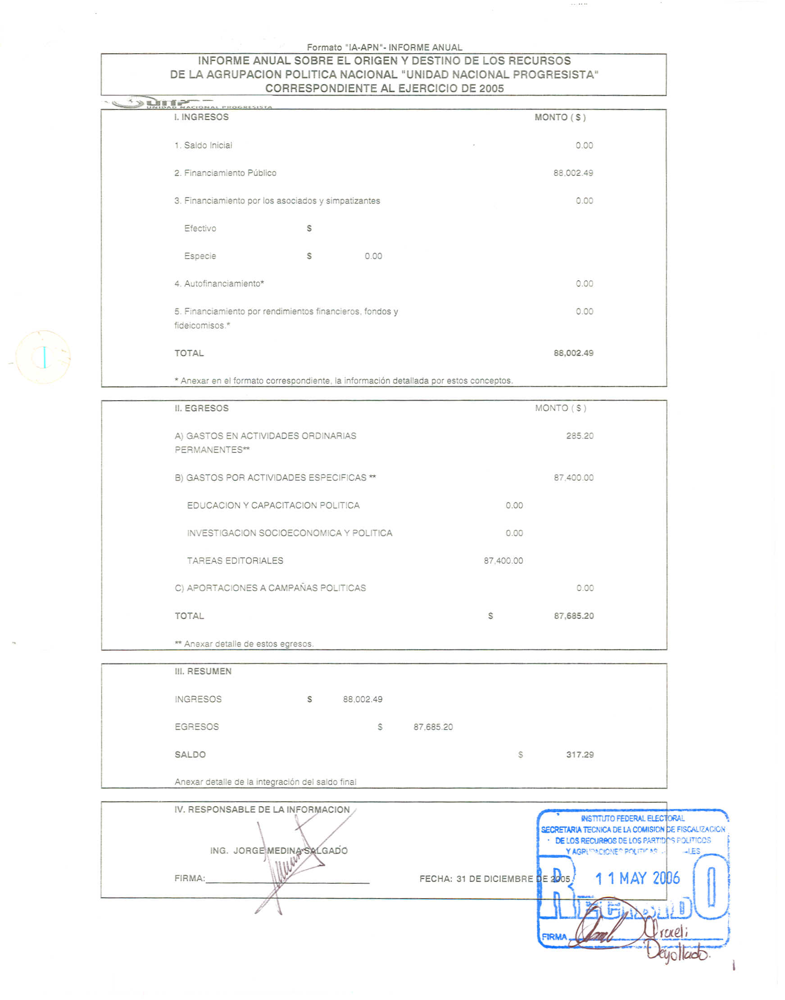 Formato "IA-APN"- INFORME ANUAL
INFORME ANUAL SOBRE EL ORIGEN Y DESTINO DE LOS RECURSOS
DE LA AGRUPACION POLITICA NACIONAL "UNIDAD NACIONAL PROGRESISTA"
CORRESPONDIENTE AL EJERCICIO DE 2005
UNIDAD NACIONAL PROGRESISTA
I. INGRESOS MONTO ( $ )
1. Saldo Inicial 0.00
2. Financiamiento Público 88,002.49
3. Financiamiento por los asociados y simpatizantes 0.00
Efectivo $
Especie $ 0.00
4. Autofinanciamiento* 0.00
5. Financiamiento por rendimientos financieros, fondos y 0.00
fideicomisos.*
TOTAL 88,002.49
* Anexar en el formato correspondiente, la información detallada por estos conceptos.
II. EGRESOS MONTO ( $ )
A) GASTOS EN ACTIVIDADES ORDINARIAS 285.20
PERMANENTES**
B) GASTOS POR ACTIVIDADES ESPECIFICAS ** 87,400.00
EDUCACION Y CAPACITACION POLITICA 0.00
INVESTIGACION SOCIOECONOMICA Y POLITICA 0.00
TAREAS EDITORIALES 87,400.00
C) APORTACIONES A CAMPAÑAS POLITICAS 0.00
TOTAL $ 87,685.20
** Anexar detalle de estos egresos.
III. RESUMEN
INGRESOS $ 88,002.49
EGRESOS $ 87,685.20
SALDO $ 317.29
Anexar detalle de la integración del saldo final
IV. RESPONSABLE DE LA INFORMACION
ING. JORGE MEDINA SALGADO
FIRMA: FECHA: 31 DE DICIEMBRE DE 2005
INSTITUTO FEDERAL ELECTORAL
SECRETARIA TECNICA DE LA COMISION DE FISCALIZACION
DE LOS RECURSOS DE LOS PARTIDOS POLITICOS
Y AGRUPACIONES POLITICAS
11 MAY 2006
RECIBIDO
FIRMA
Araceli
Degollado.